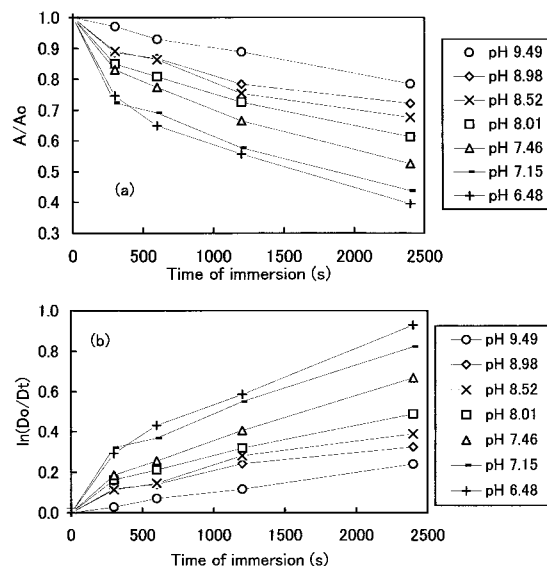 1.0
0.9
0.8
0.7
0.6
0.5
0.4
0.3
A/Ao
(a)
0 500 1000 1500 2000 2500
Time of immersion (s)
pH 9.49
pH 8.98
pH 8.52
pH 8.01
pH 7.46
pH 7.15
pH 6.48
1.0
0.8
0.6
0.4
0.2
0.0
ln(Do/Dt)
(b)
0 500 1000 1500 2000 2500
Time of immersion (s)
pH 9.49
pH 8.98
pH 8.52
pH 8.01
pH 7.46
pH 7.15
pH 6.48